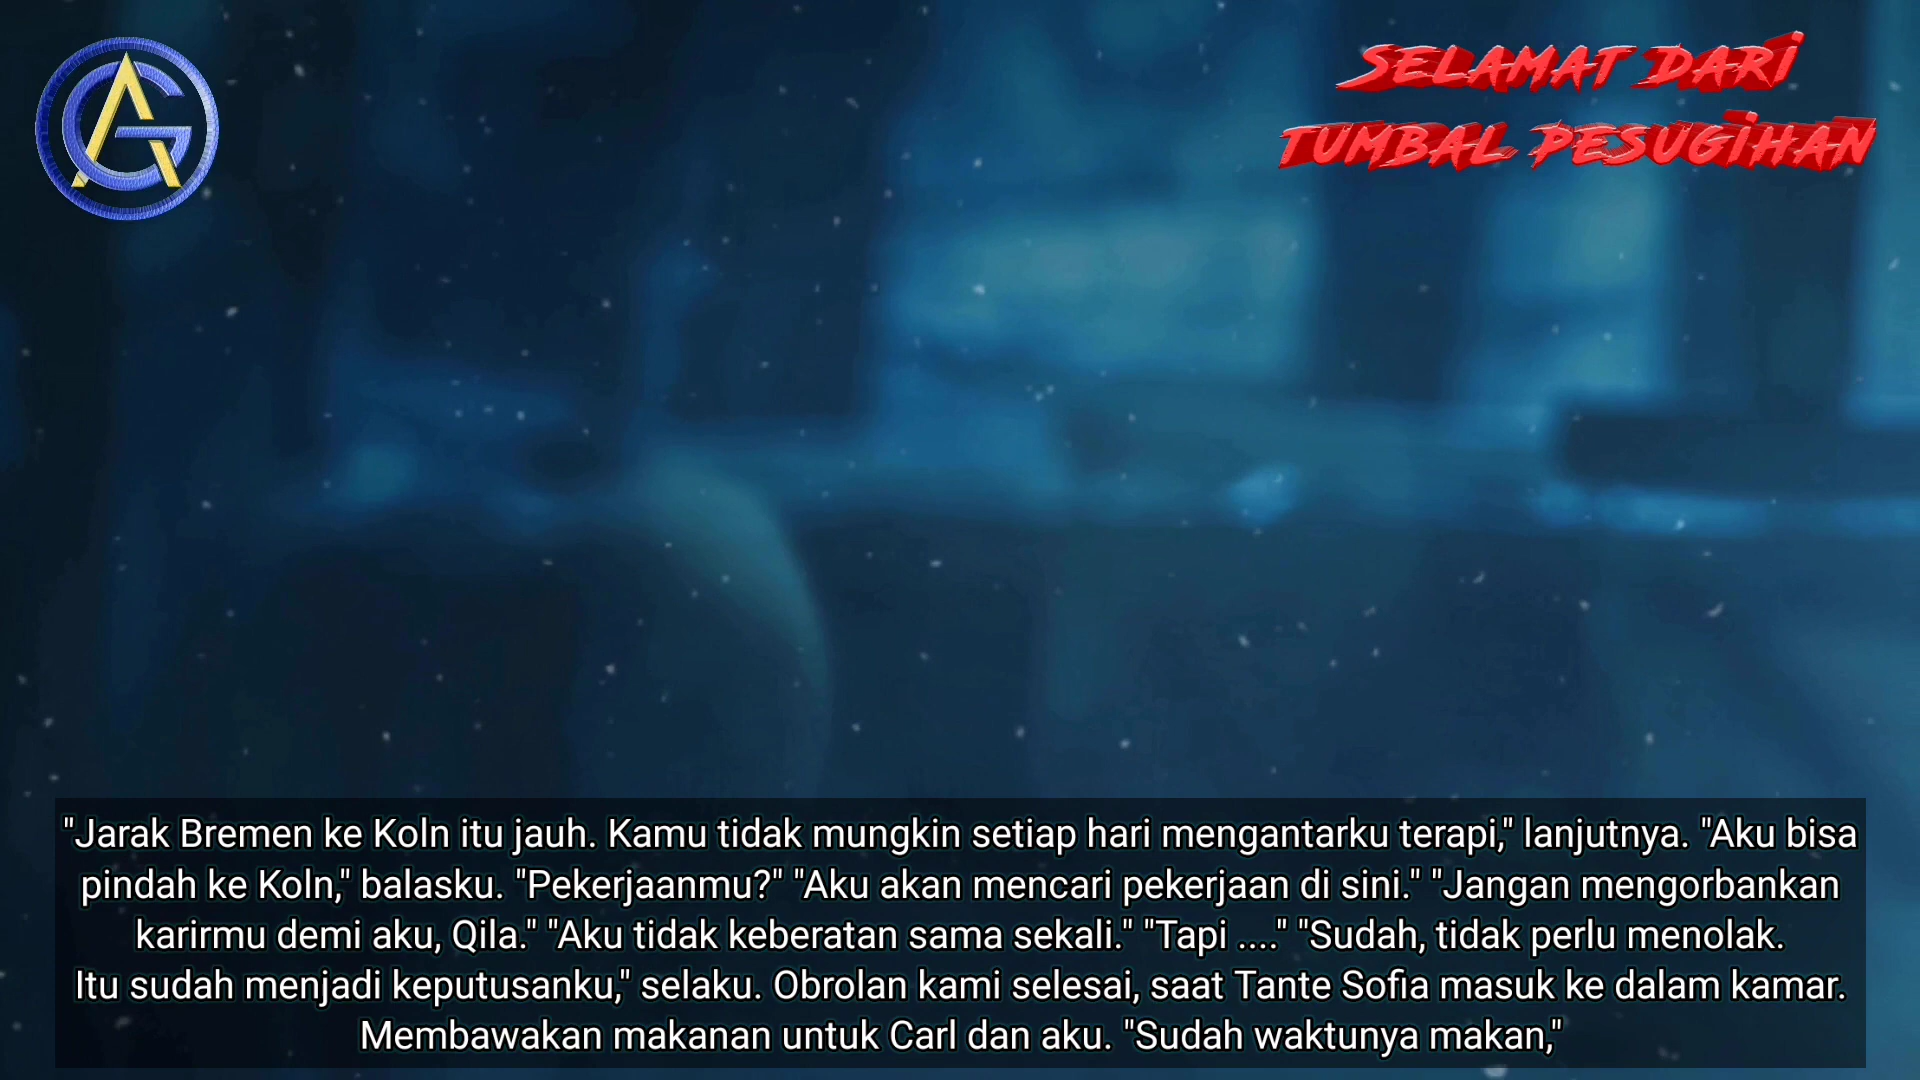 SELAMAT DARI
TUMBAL PESUGIHAN
"Jarak Bremen ke Koln itu jauh. Kamu tidak mungkin setiap hari mengantarku terapi," lanjutnya. "Aku bisa
pindah ke Koln," balasku. "Pekerjaanmu?" "Aku akan mencari pekerjaan di sini." "Jangan mengorbankan
karirmu demi aku, Qila." "Aku tidak keberatan sama sekali." "Tapi ...." "Sudah, tidak perlu menolak.
Itu sudah menjadi keputusanku," selaku. Obrolan kami selesai, saat Tante Sofia masuk ke dalam kamar.
Membawakan makanan untuk Carl dan aku. "Sudah waktunya makan,"